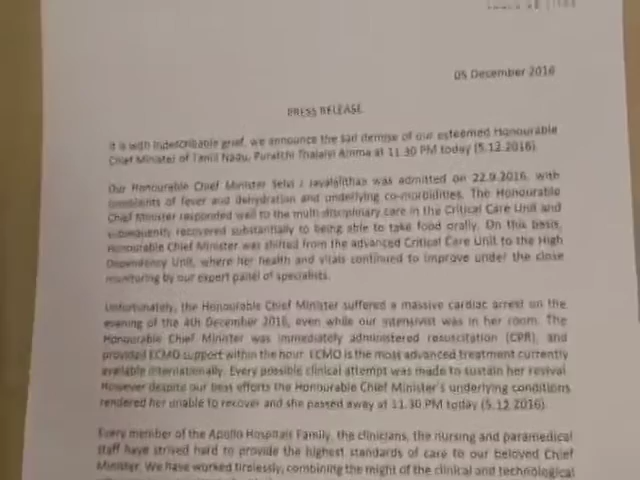 05 December 2016
PRESS RELEASE
It is with indescribable grief, we announce the sad demise of our esteemed Honourable
Chief Minister of Tamil Nadu, Puratchi Thalaivi Amma at 11.30 PM today (5.12.2016).
Our Honourable Chief Minister Selvi J Jayalalithaa was admitted on 22.9.2016, with
complaints of fever and dehydration and underlying co-morbidities. The Honourable
Chief Minister responded well to the multi-disciplinary care in the Critical Care Unit and
subsequently recovered substantially to being able to take food orally. On this basis,
Honourable Chief Minister was shifted from the advanced Critical Care Unit to the High
Dependency Unit, where her health and vitals continued to improve under the close
monitoring by our expert panel of specialists.
Unfortunately, the Honourable Chief Minister suffered a massive cardiac arrest on the
evening of the 4th December 2016, even while our intensivist was in her room. The
Honourable Chief Minister was immediately administered resuscitation (CPR), and
provided ECMO support within the hour. ECMO is the most advanced treatment currently
available internationally. Every possible clinical attempt was made to sustain her revival.
However despite our best efforts the Honourable Chief Minister's underlying conditions
rendered her unable to recover and she passed away at 11.30 PM today (5.12.2016).
Every member of the Apollo Hospitals Family, the clinicians, the nursing and paramedical
staff have strived hard to provide the highest standards of care to our beloved Chief
Minister. We have worked tirelessly, combining the might of the clinical and technological